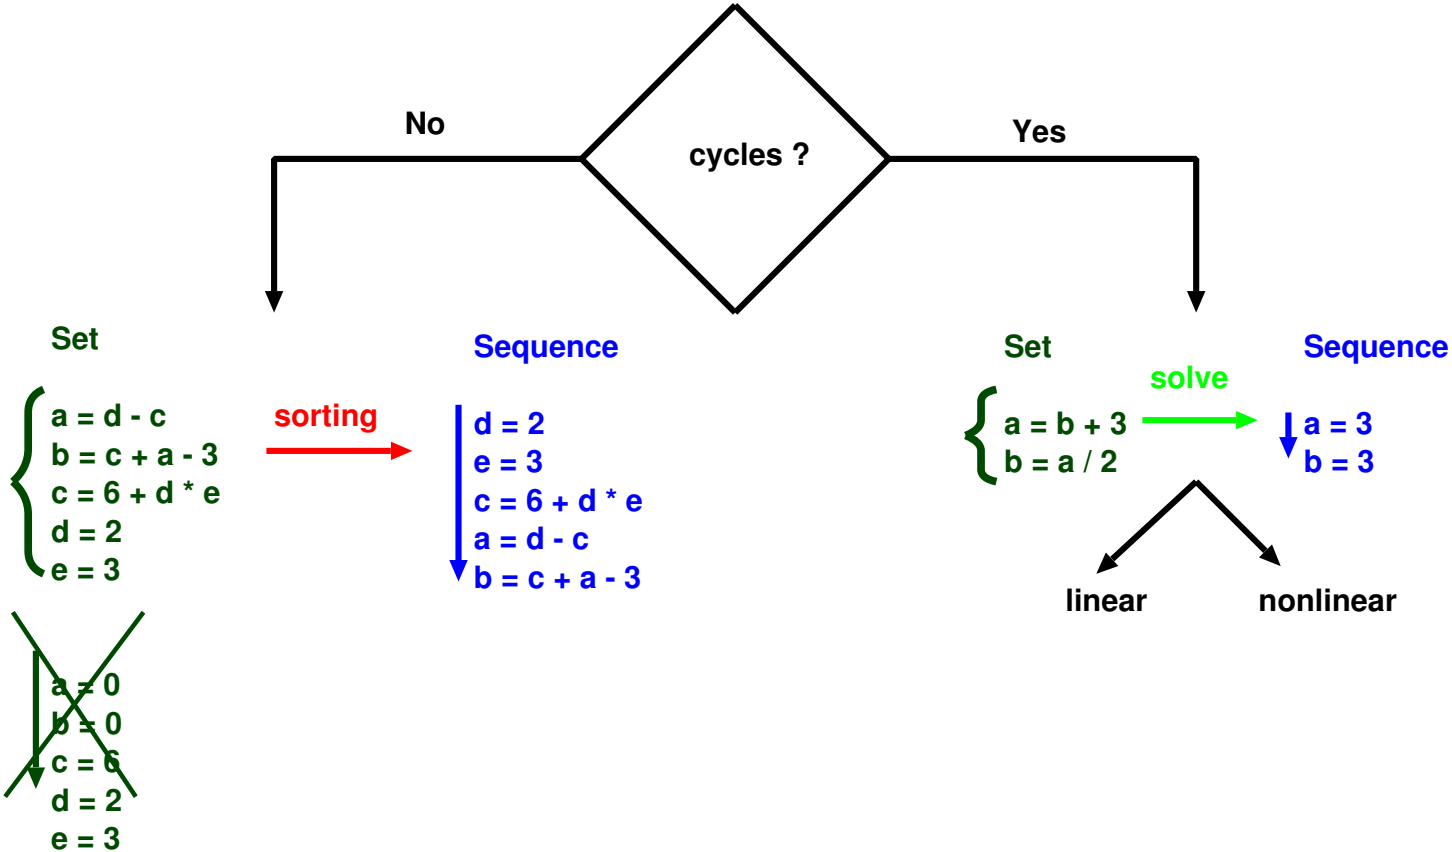 cycles ?
No
Yes
Set
a = d - c
b = c + a - 3
c = 6 + d * e
d = 2
e = 3
sorting
Sequence
d = 2
e = 3
c = 6 + d * e
a = d - c
b = c + a - 3
a = 0
b = 0
c = 6
d = 2
e = 3
Set
a = b + 3
b = a / 2
solve
Sequence
a = 3
b = 3
linear
nonlinear